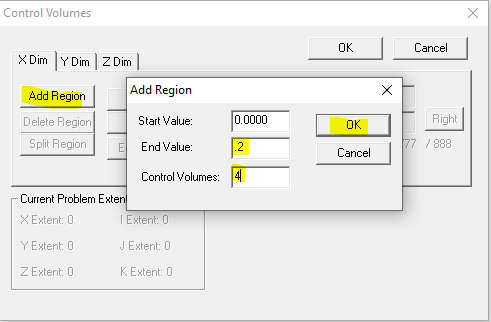 Control Volumes
OK Cancel
X Dim Y Dim Z Dim
Add Region
Delete Region
Split Region
Right
/ 888
Add Region
Start Value: 0.0000
OK
End Value: .2
Cancel
Control Volumes: 4
Current Problem Extent
X Extent: 0 I Extent: 0
Y Extent: 0 J Extent: 0
Z Extent: 0 K Extent: 0